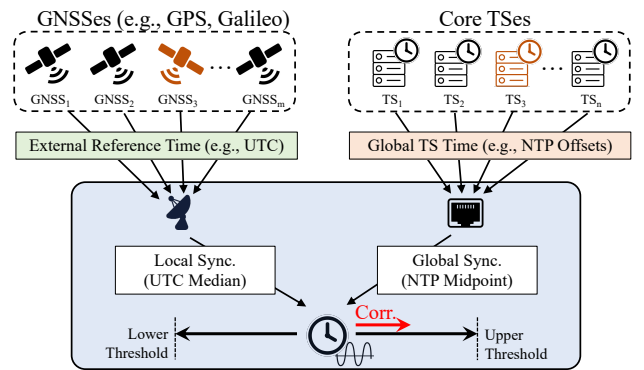 GNSSes (e.g., GPS, Galileo)
Core TSes
GNSS1 GNSS2 GNSS3 ... GNSSm
TS1 TS2 TS3 ... TSn
External Reference Time (e.g., UTC)
Global TS Time (e.g., NTP Offsets)
Local Sync.
(UTC Median)
Global Sync.
(NTP Midpoint)
Corr.
Lower
Threshold
Upper
Threshold